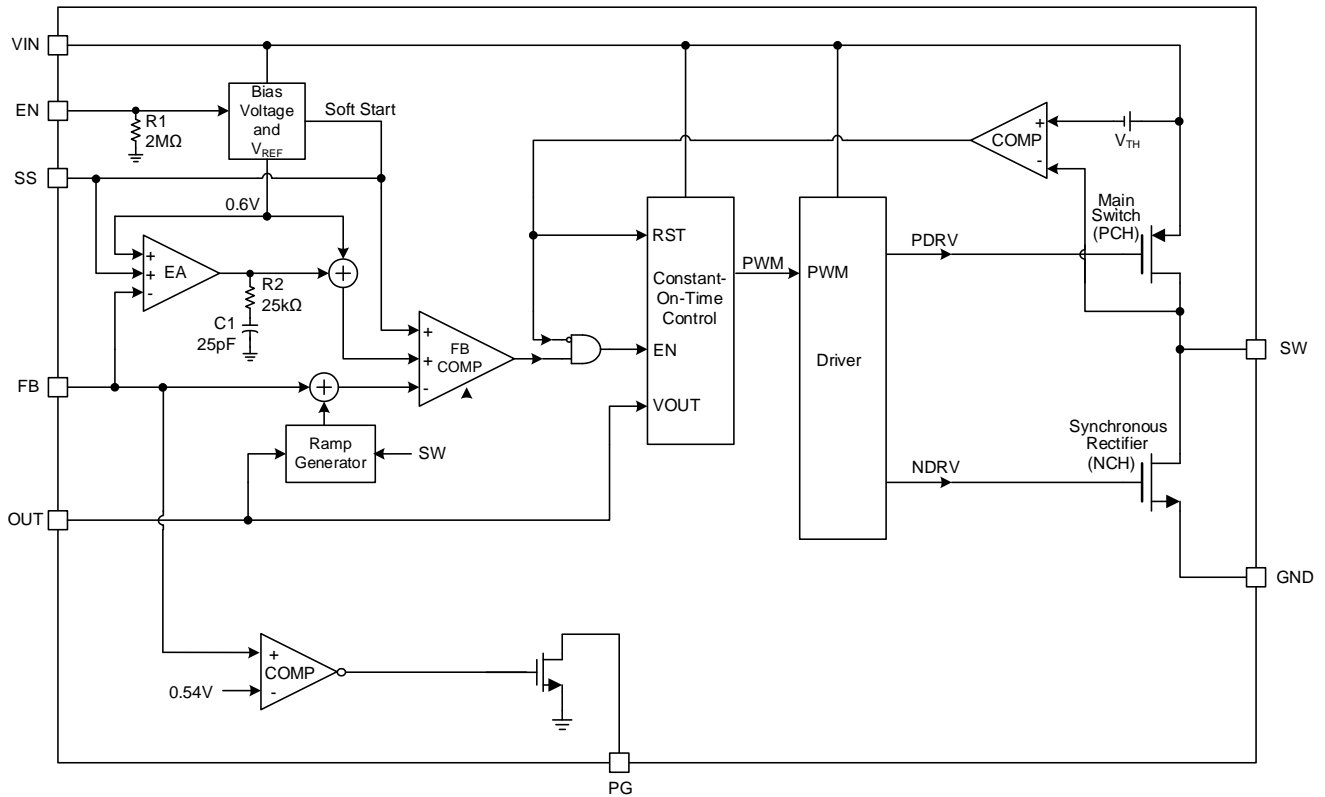 VIN
EN
R1
2MΩ
Bias
Voltage
and
VREF
Soft Start
SS
0.6V
+
+
-
EA
R2
25kΩ
C1
25pF
+
FB
+
+
+
-
FB
COMP
Ramp
Generator
SW
OUT
RST
Constant-
On-Time
Control
EN
VOUT
PWM
PWM
Driver
PDRV
NDRV
+
-
COMP
VTH
Main
Switch
(PCH)
SW
Synchronous
Rectifier
(NCH)
GND
+
COMP
-
0.54V
PG